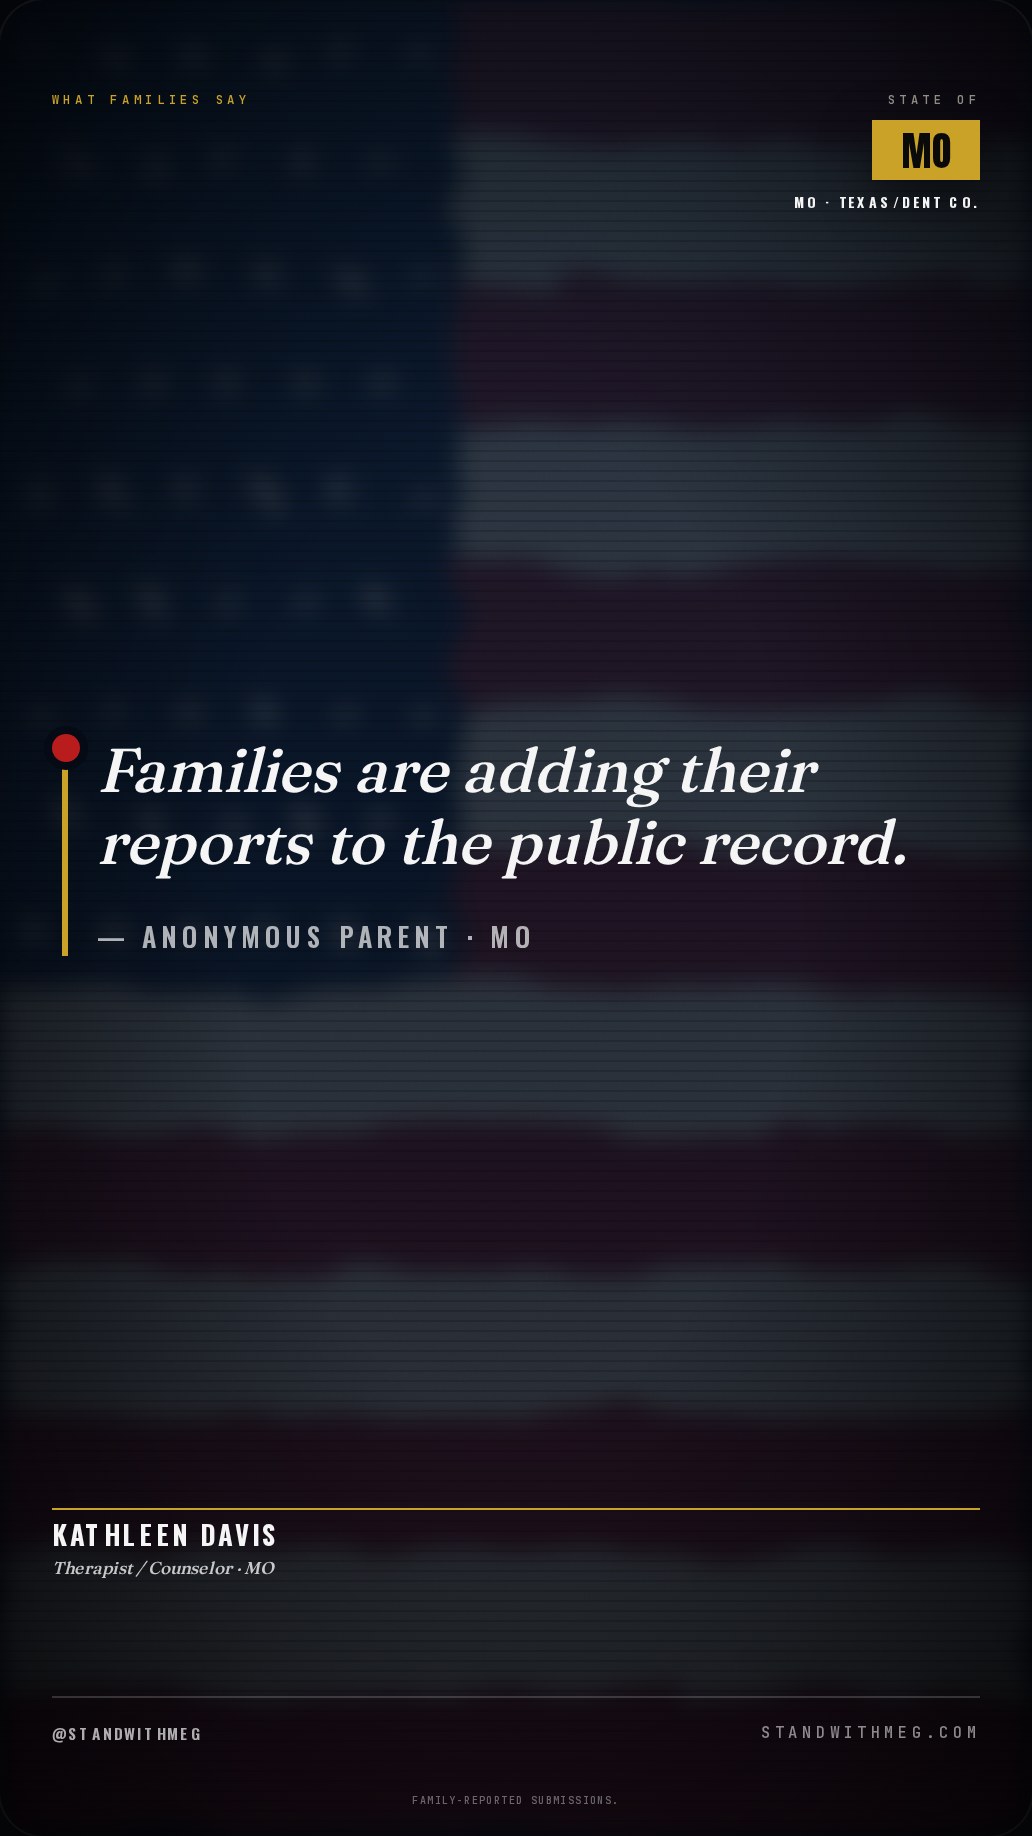 WHAT FAMILIES SAY
STATE OF
MO
MO · TEXAS/DENT CO.
Families are adding their
reports to the public record.
— ANONYMOUS PARENT · MO
KATHLEEN DAVIS
Therapist / Counselor · MO
@STANDWITHMEG
STANDWITHMEG.COM
FAMILY-REPORTED SUBMISSIONS.